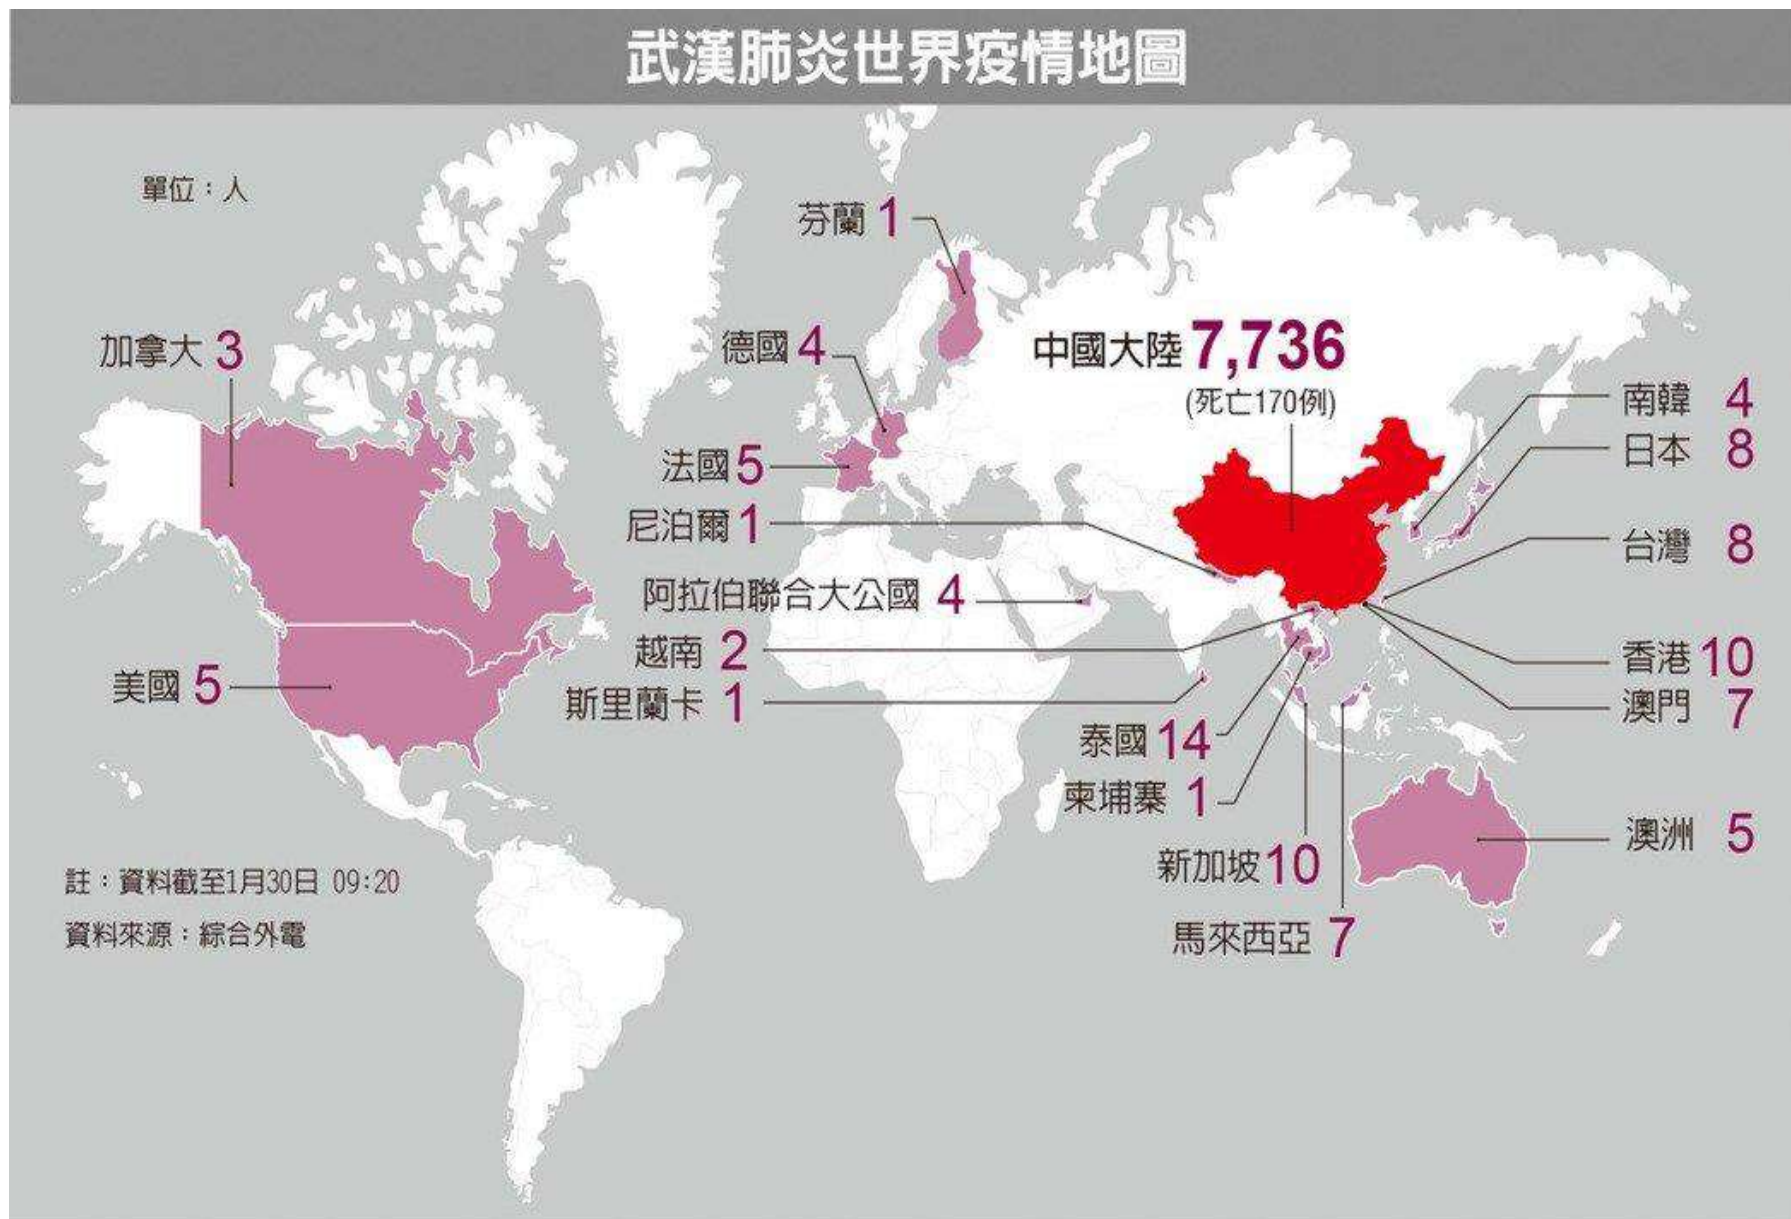 武漢肺炎世界疫情地圖
單位：人
芬蘭 1
加拿大 3
德國 4
中國大陸 7,736
(死亡170例)
南韓 4
日本 8
法國 5
尼泊爾 1
台灣 8
阿拉伯聯合大公國 4
越南 2
香港 10
美國 5
斯里蘭卡 1
澳門 7
泰國 14
柬埔寨 1
澳洲 5
新加坡 10
註：資料截至1月30日 09:20
資料來源：綜合外電
馬來西亞 7